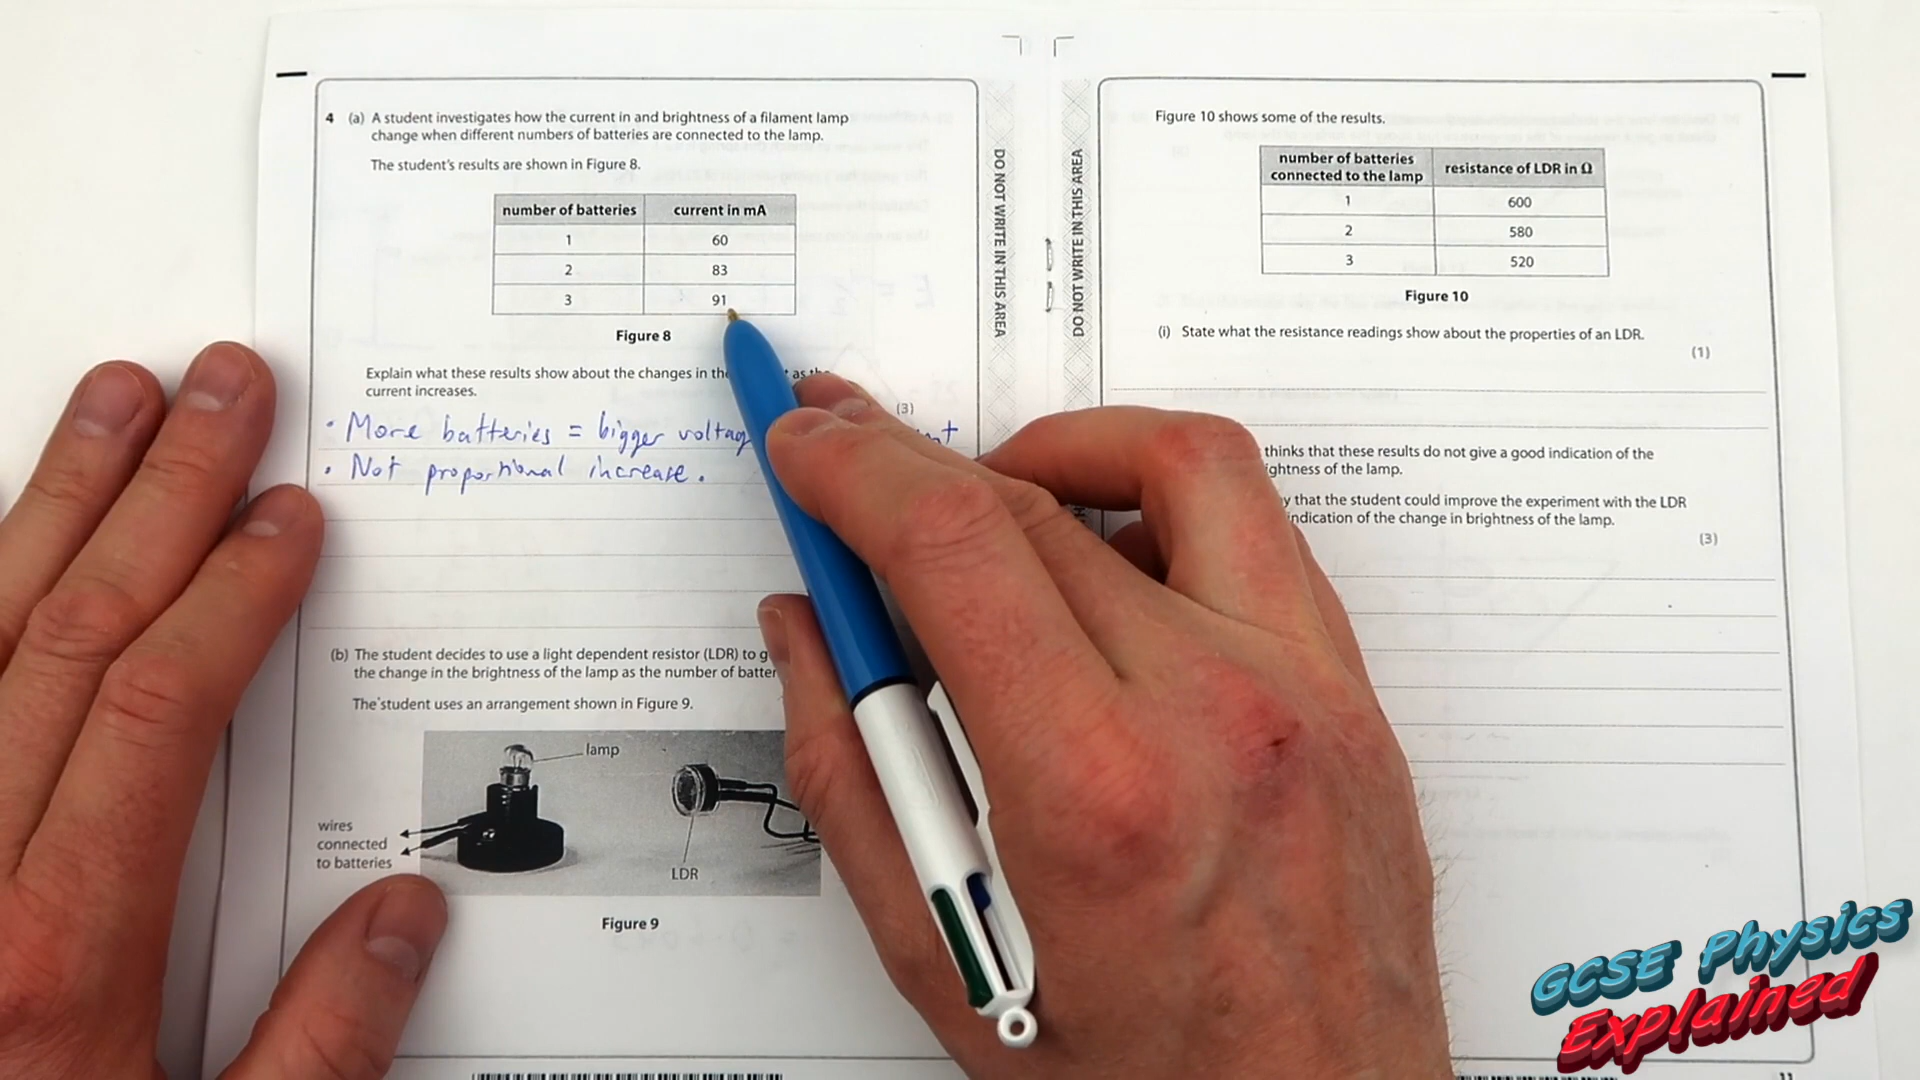 4 (a) A student investigates how the current in and brightness of a filament lamp
change when different numbers of batteries are connected to the lamp.
The student's results are shown in Figure 8.
number of batteries current in mA
1 60
2 83
3 91
Figure 8
Explain what these results show about the changes in the as the
current increases.
(3)
• More batteries = bigger voltag
• Not proportional increase.
(b) The student decides to use a light dependent resistor (LDR) to g
the change in the brightness of the lamp as the number of batter
The student uses an arrangement shown in Figure 9.
lamp
wires
connected
to batteries
LDR
Figure 9
DO NOT WRITE IN THIS AREA
DO NOT WRITE IN THIS AREA
Figure 10 shows some of the results.
number of batteries
connected to the lamp resistance of LDR in Ω
1 600
2 580
3 520
Figure 10
(i) State what the resistance readings show about the properties of an LDR.
(1)
thinks that these results do not give a good indication of the
ightness of the lamp.
y that the student could improve the experiment with the LDR
indication of the change in brightness of the lamp.
(3)
11
GCSE Physics
Explained